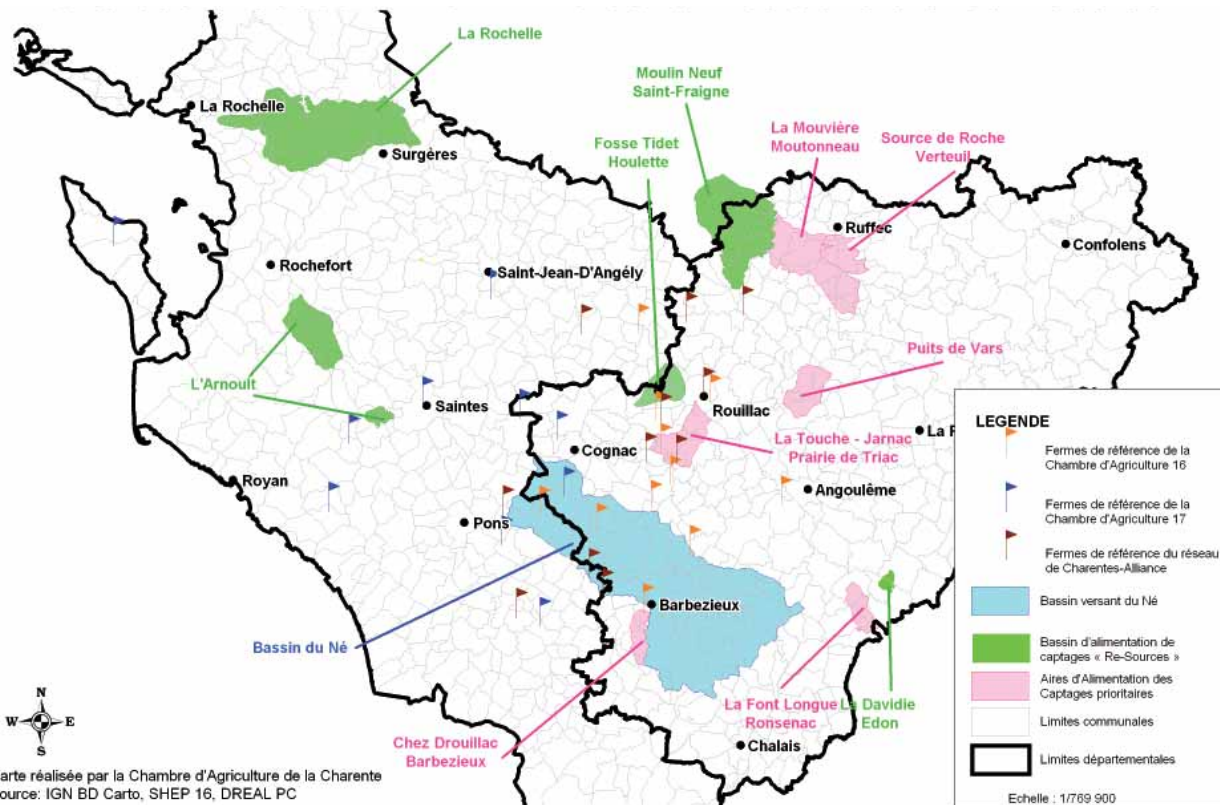 La Rochelle
Moulin Neuf
Saint-Fraigne
La Rochelle
La Mouvière
Moutonneau
Source de Roche
Verteuil
Fosse Tidet
Houlette
Surgères
Ruffec
Confolens
Rochefort
Saint-Jean-D'Angély
Puits de Vars
L'Arnoult
Saintes
Rouillac
La Touche - Jarnac
Prairie de Triac
Cognac
La R
Royan
Angoulême
Pons
Barbezieux
Bassin du Né
La Font Longue
Ronsenac
La Davidie
Edon
Chez Drouillac
Barbezieux
Chalais
LEGENDE
Fermes de référence de la
Chambre d'Agriculture 16
Fermes de référence de la
Chambre d'Agriculture 17
Fermes de référence du réseau
de Charentes-Alliance
Bassin versant du Né
Bassin d'alimentation de
captages « Re-Sources »
Aires d'Alimentation des
Captages prioritaires
Limites communales
Limites départementales
Echelle : 1/769 900
N
W E
S
arte réalisée par la Chambre d'Agriculture de la Charente
ource: IGN BD Carto, SHEP 16, DREAL PC